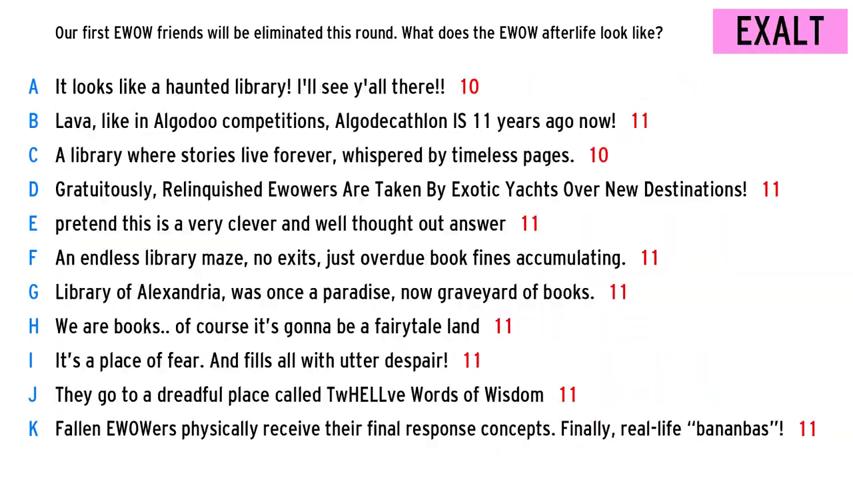 Our first EWOW friends will be eliminated this round. What does the EWOW afterlife look like?
EXALT
A It looks like a haunted library! I'll see y'all there!! 10
B Lava, like in Algodoo competitions, Algodecathlon IS 11 years ago now! 11
C A library where stories live forever, whispered by timeless pages. 10
D Gratuitously, Relinquished Ewowers Are Taken By Exotic Yachts Over New Destinations! 11
E pretend this is a very clever and well thought out answer 11
F An endless library maze, no exits, just overdue book fines accumulating. 11
G Library of Alexandria, was once a paradise, now graveyard of books. 11
H We are books.. of course it's gonna be a fairytale land 11
I It's a place of fear. And fills all with utter despair! 11
J They go to a dreadful place called TwHELLve Words of Wisdom 11
K Fallen EWOWers physically receive their final response concepts. Finally, real-life “bananbas”! 11